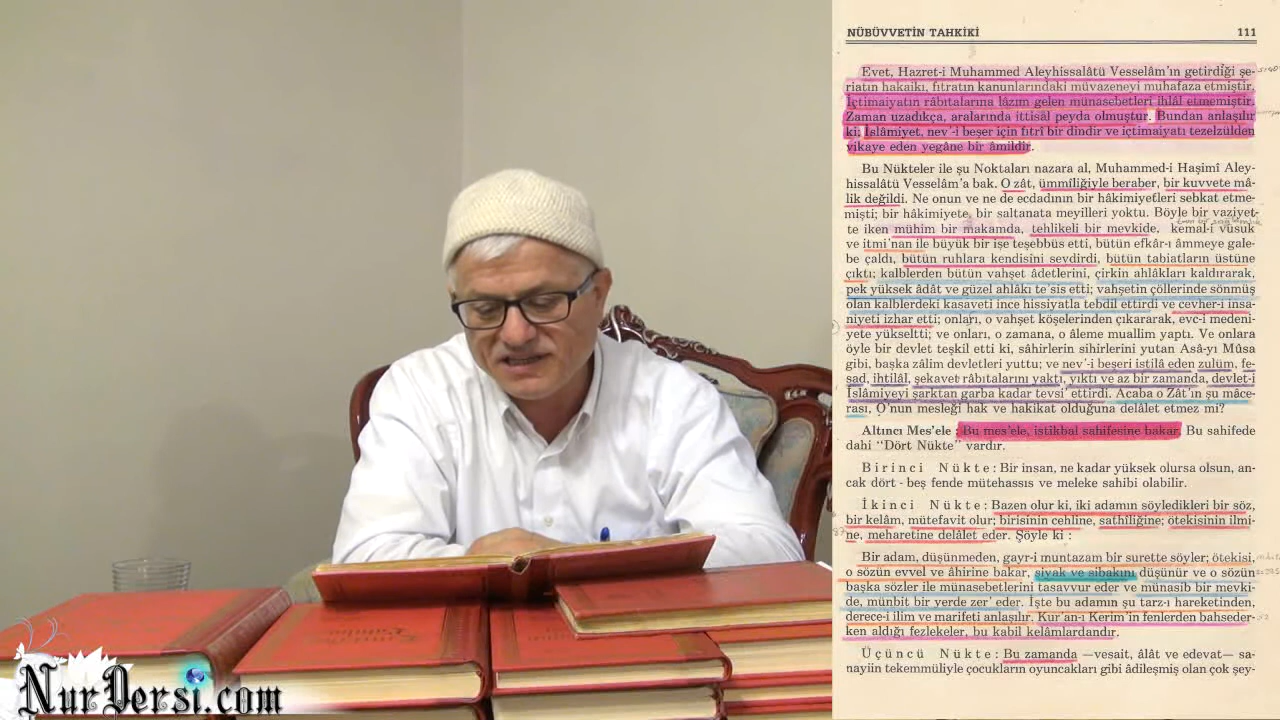 NÜBÜVVETİN TAHKİKİ 111
Evet, Hazret-i Muhammed Aleyhissalâtü Vesselâm'ın getirdiği şe-
riatın hakaiki, fıtratın kanunlarındaki müvazeneyi muhafaza etmiştir.
İçtimaiyatın râbıtalarına lâzım gelen münasebetleri ihlâl etmemiştir.
Zaman uzadıkça, aralarında ittisâl peyda olmuştur. Bundan anlaşılır
ki; İslâmiyet, nev'-i beşer için fıtrî bir dindir ve içtimaiyatı tezelzülden
vikaye eden yegâne bir âmildir.
Bu Nükteler ile şu Noktaları nazara al, Muhammed-i Haşimî Aley-
hissalâtü Vesselâm'a bak. O zât, ümmîliğiyle beraber, bir kuvvete mâ-
lik değildi. Ne onun ve ne de ecdadının bir hâkimiyetleri sebkat etme-
mişti; bir hâkimiyete, bir saltanata meyilleri yoktu. Böyle bir vaziyet-
te iken mühim bir makamda, tehlikeli bir mevkide, kemal-i vüsuk
ve itmi'nan ile büyük bir işe teşebbüs etti, bütün efkâr-ı âmmeye gale-
be çaldı, bütün ruhlara kendisini sevdirdi, bütün tabiatların üstüne
çıktı; kalblerden bütün vahşet âdetlerini, çirkin ahlâkları kaldırarak,
pek yüksek âdât ve güzel ahlâkı te'sis etti; vahşetin çöllerinde sönmüş
olan kalblerdeki kasaveti ince hissiyatla tebdil ettirdi ve cevher-i insa-
niyeti izhar etti; onları, o vahşet köşelerinden çıkararak, evc-i medeni-
yete yükseltti; ve onları, o zamana, o âleme muallim yaptı. Ve onlara
öyle bir devlet teşkil etti ki, sâhirlerin sihirlerini yutan Asâ-yı Mûsa
gibi, başka zâlim devletleri yuttu; ve nev'-i beşeri istilâ eden zulüm, fe-
sad, ihtilâl, şekavet râbıtalarını yaktı, yıktı ve az bir zamanda, devlet-i
İslâmiyeyi şarktan garba kadar tevsi' ettirdi. Acaba o Zât'ın şu mâce-
rası, O'nun mesleği hak ve hakikat olduğuna delâlet etmez mi?
Altıncı Mes'ele : Bu mes'ele, istikbal sahifesine bakar. Bu sahifede
dahi "Dört Nükte" vardır.
Birinci Nükte: Bir insan, ne kadar yüksek olursa olsun, an-
cak dört - beş fende mütehassıs ve meleke sahibi olabilir.
İkinci Nükte: Bazen olur ki, iki adamın söyledikleri bir söz,
bir kelâm, mütefavit olur; birisinin cehline, sathîliğine; ötekisinin ilmi-
ne, meharetine delâlet eder. Şöyle ki :
Bir adam, düşünmeden, gayr-i muntazam bir surette söyler; ötekisi,
o sözün evvel ve âhirine bakar, siyak ve sibakını düşünür ve o sözün
başka sözler ile münasebetlerini tasavvur eder ve münasib bir mevki-
de, münbit bir yerde zer' eder. İşte bu adamın şu tarz-ı hareketinden,
derece-i ilim ve marifeti anlaşılır. Kur'an-ı Kerim'in fenlerden bahseder-
ken aldığı fezlekeler, bu kabil kelâmlardandır.
Üçüncü Nükte: Bu zamanda —vesait, âlât ve edevat— sa-
nayiin tekemmüliyle çocukların oyuncakları gibi âdileşmiş olan çok şey-
NurDersi.com